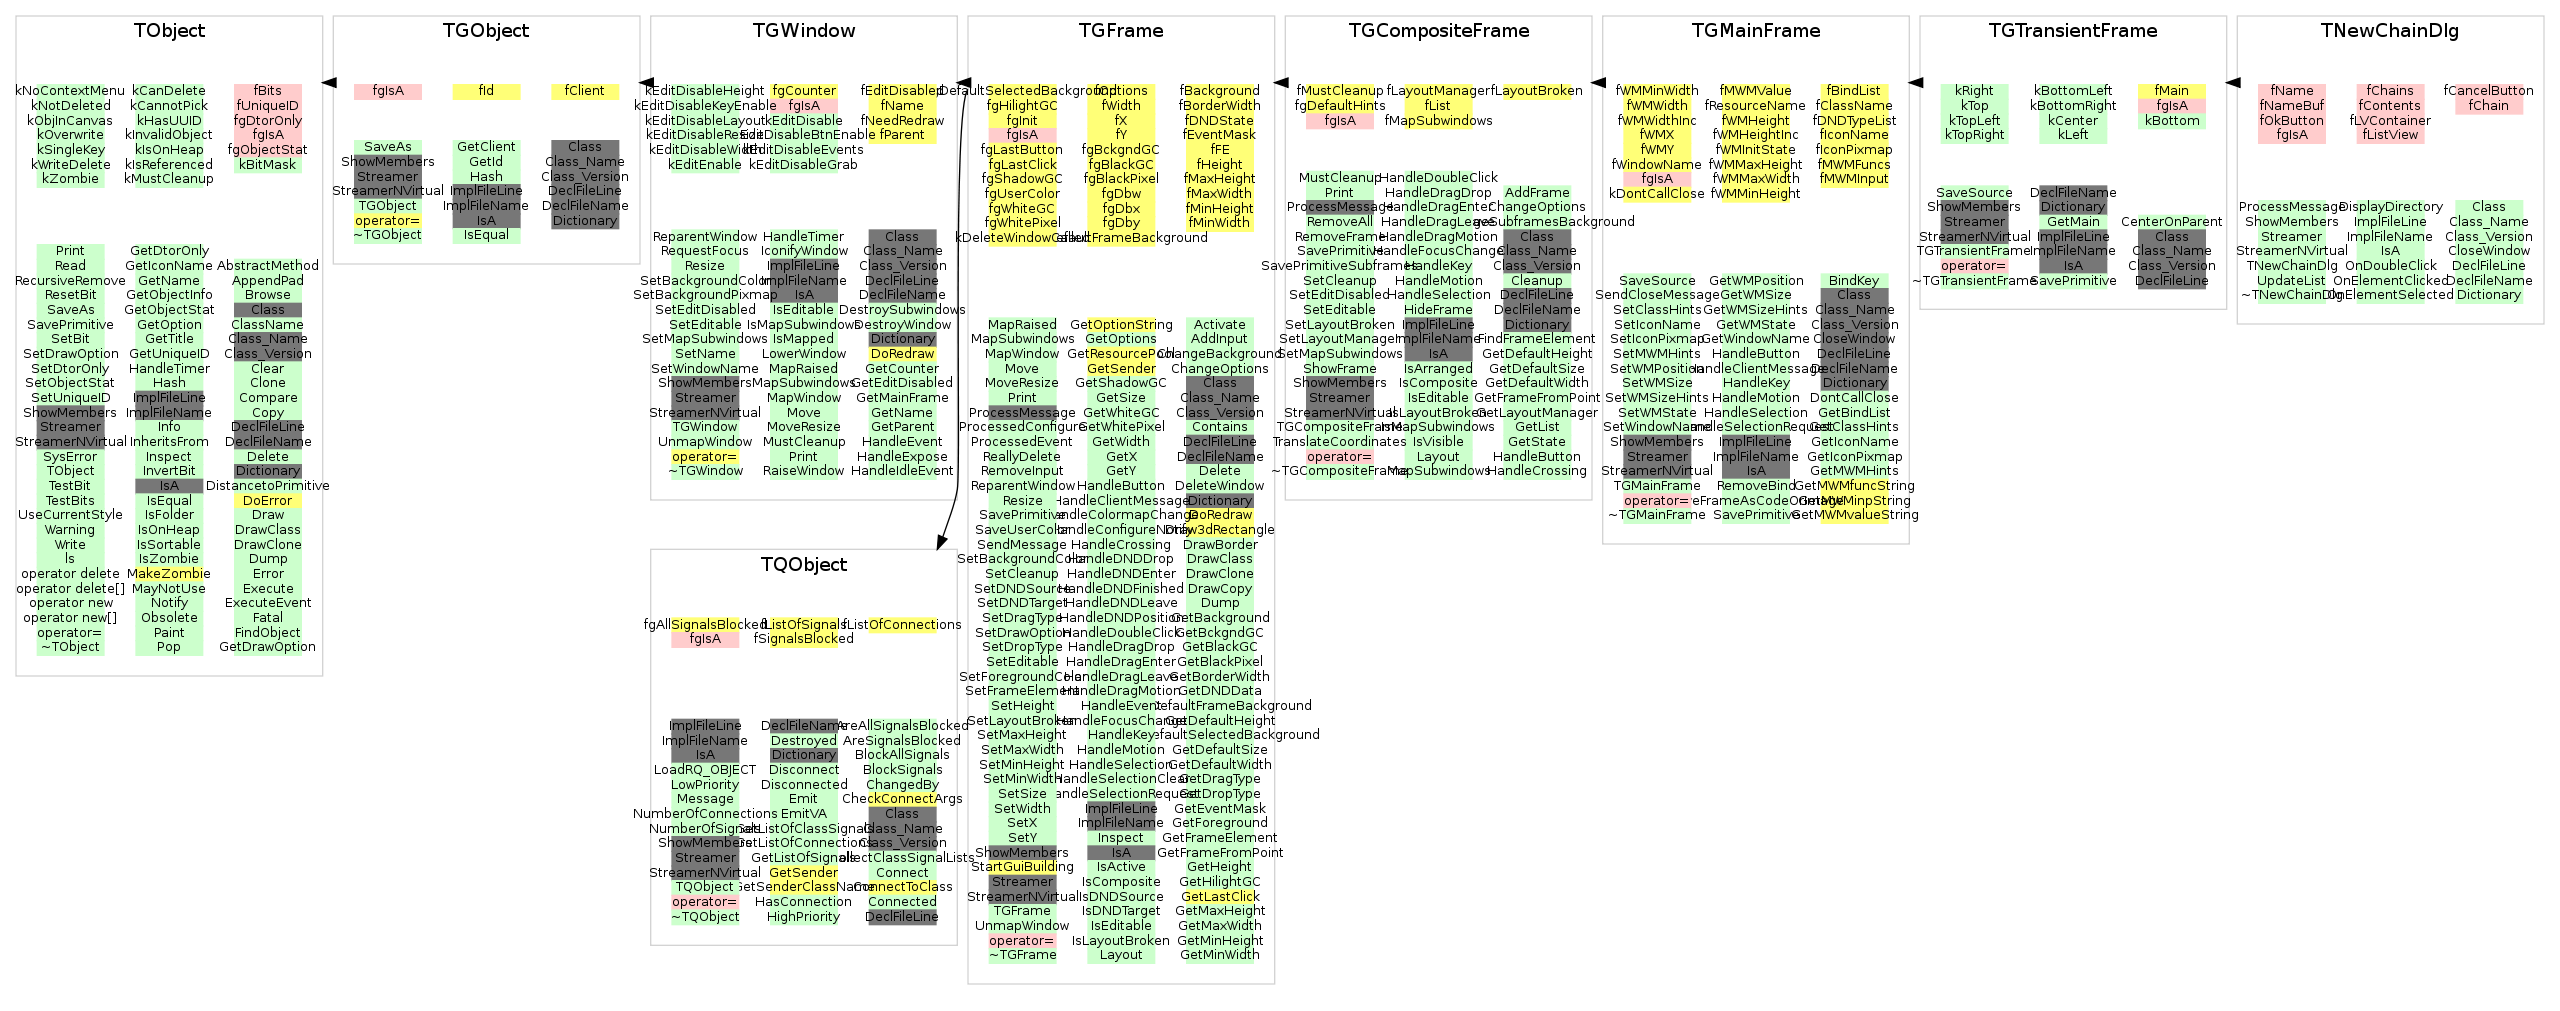 TObject
kNoContextMenu kCanDelete fBits
kNotDeleted kCannotPick fUniqueID
kObjInCanvas kHasUUID fgDtorOnly
kOverwrite kInvalidObject fgIsA
kSingleKey kIsOnHeap fgObjectStat
kWriteDelete kIsReferenced kBitMask
kZombie kMustCleanup
Print GetDtorOnly
Read GetIconName AbstractMethod
RecursiveRemove GetName AppendPad
ResetBit GetObjectInfo Browse
SaveAs GetObjectStat Class
SavePrimitive GetOption ClassName
SetBit GetTitle Class_Name
SetDrawOption GetUniqueID Class_Version
SetDtorOnly HandleTimer Clear
SetObjectStat Hash Clone
SetUniqueID ImplFileLine Compare
ShowMembers ImplFileName Copy
Streamer Info DeclFileLine
StreamerNVirtual InheritsFrom DeclFileName
SysError Inspect Delete
TObject InvertBit Dictionary
TestBit IsA DistancetoPrimitive
TestBits IsEqual DoError
UseCurrentStyle IsFolder Draw
Warning IsOnHeap DrawClass
Write IsSortable DrawClone
ls IsZombie Dump
operator delete MakeZombie Error
operator delete[] MayNotUse Execute
operator new Notify ExecuteEvent
operator new[] Obsolete Fatal
operator= Paint FindObject
~TObject Pop GetDrawOption
TGObject
fgIsA fId fClient
SaveAs GetClient Class
ShowMembers GetId Class_Name
Streamer Hash Class_Version
StreamerNVirtual ImplFileLine DeclFileLine
TGObject ImplFileName DeclFileName
operator= IsA Dictionary
~TGObject IsEqual
TGWindow
kEditDisableHeight fgCounter fEditDisabled
kEditDisableKeyEnable fgIsA fName
kEditDisableLayout kEditDisable fNeedRedraw
kEditDisableResize kEditDisableBtnEnable fParent
kEditDisableWidth kEditDisableEvents
kEditEnable kEditDisableGrab
ReparentWindow HandleTimer Class
RequestFocus IconifyWindow Class_Name
Resize ImplFileLine Class_Version
SetBackgroundColor ImplFileName DeclFileLine
SetBackgroundPixmap IsA DeclFileName
SetEditDisabled IsEditable DestroySubwindows
SetEditable IsMapSubwindows DestroyWindow
SetMapSubwindows IsMapped Dictionary
SetName LowerWindow DoRedraw
SetWindowName MapRaised GetCounter
ShowMembers MapSubwindows GetEditDisabled
Streamer MapWindow GetMainFrame
StreamerNVirtual Move GetName
TGWindow MoveResize GetParent
UnmapWindow MustCleanup HandleEvent
operator= Print HandleExpose
~TGWindow RaiseWindow HandleIdleEvent
TQObject
fgAllSignalsBlocked fListOfSignals fListOfConnections
fgIsA fSignalsBlocked
ImplFileLine DeclFileName AreAllSignalsBlocked
ImplFileName Destroyed AreSignalsBlocked
IsA Dictionary BlockAllSignals
LoadRQ_OBJECT Disconnect BlockSignals
LowPriority Disconnected ChangedBy
Message Emit CheckConnectArgs
NumberOfConnections EmitVA Class
NumberOfSignals GetListOfClassSignals Class_Name
ShowMembers GetListOfConnections Class_Version
Streamer GetListOfSignals ollectClassSignalLists
StreamerNVirtual GetSender Connect
TQObject GetSenderClassName ConnectToClass
operator= HasConnection Connected
~TQObject HighPriority DeclFileLine
TGFrame
DefaultSelectedBackground fOptions fBackground
fgHilightGC fWidth fBorderWidth
fgInit fX fDNDState
fgIsA fY fEventMask
fgLastButton fgBckgndGC fFE
fgLastClick fgBlackGC fHeight
fgShadowGC fgBlackPixel fMaxHeight
fgUserColor fgDbw fMaxWidth
fgWhiteGC fgDbx fMinHeight
fgWhitePixel fgDby fMinWidth
kDeleteWindowCalled efaultFrameBackground
MapRaised GetOptionString Activate
MapSubwindows GetOptions AddInput
MapWindow GetResourcePool ChangeBackground
Move GetSender ChangeOptions
MoveResize GetShadowGC Class
Print GetSize Class_Name
ProcessMessage GetWhiteGC Class_Version
ProcessedConfigure GetWhitePixel Contains
ProcessedEvent GetWidth DeclFileLine
ReallyDelete GetX DeclFileName
RemoveInput GetY Delete
ReparentWindow HandleButton DeleteWindow
Resize HandleClientMessage Dictionary
SavePrimitive andleColormapChange DoRedraw
SaveUserColor andleConfigureNotify Draw3dRectangle
SendMessage HandleCrossing DrawBorder
SetBackgroundColor HandleDNDDrop DrawClass
SetCleanup HandleDNDEnter DrawClone
SetDNDSource HandleDNDFinished DrawCopy
SetDNDTarget HandleDNDLeave Dump
SetDragType HandleDNDPosition GetBackground
SetDrawOption HandleDoubleClick GetBckgndGC
SetDropType HandleDragDrop GetBlackGC
SetEditable HandleDragEnter GetBlackPixel
SetForegroundColor HandleDragLeave GetBorderWidth
SetFrameElement HandleDragMotion GetDNDData
SetHeight HandleEvent DefaultFrameBackground
SetLayoutBroken HandleFocusChange GetDefaultHeight
SetMaxHeight HandleKey efaultSelectedBackground
SetMaxWidth HandleMotion GetDefaultSize
SetMinHeight HandleSelection GetDefaultWidth
SetMinWidth HandleSelectionClear GetDragType
SetSize andleSelectionRequest GetDropType
SetWidth ImplFileLine GetEventMask
SetX ImplFileName GetForeground
SetY Inspect GetFrameElement
ShowMembers IsA GetFrameFromPoint
StartGuiBuilding IsActive GetHeight
Streamer IsComposite GetHilightGC
StreamerNVirtual IsDNDSource GetLastClick
TGFrame IsDNDTarget GetMaxHeight
UnmapWindow IsEditable GetMaxWidth
operator= IsLayoutBroken GetMinHeight
~TGFrame Layout GetMinWidth
TGCompositeFrame
fMustCleanup fLayoutManager fLayoutBroken
fgDefaultHints fList
fgIsA fMapSubwindows
MustCleanup HandleDoubleClick
Print HandleDragDrop AddFrame
ProcessMessage HandleDragEnter ChangeOptions
RemoveAll HandleDragLeave eSubframesBackground
RemoveFrame HandleDragMotion Class
SavePrimitive HandleFocusChange Class_Name
SavePrimitiveSubframes HandleKey Class_Version
SetCleanup HandleMotion Cleanup
SetEditDisabled HandleSelection DeclFileLine
SetEditable HideFrame DeclFileName
SetLayoutBroken ImplFileLine Dictionary
SetLayoutManager ImplFileName FindFrameElement
SetMapSubwindows IsA GetDefaultHeight
ShowFrame IsArranged GetDefaultSize
ShowMembers IsComposite GetDefaultWidth
Streamer IsEditable GetFrameFromPoint
StreamerNVirtual IsLayoutBroken GetLayoutManager
TGCompositeFrame IsMapSubwindows GetList
TranslateCoordinates IsVisible GetState
operator= Layout HandleButton
~TGCompositeFrame MapSubwindows HandleCrossing
TGMainFrame
fWMMinWidth fMWMValue fBindList
fWMWidth fResourceName fClassName
fWMWidthInc fWMHeight fDNDTypeList
fWMX fWMHeightInc fIconName
fWMY fWMInitState fIconPixmap
fWindowName fWMMaxHeight fMWMFuncs
fgIsA fWMMaxWidth fMWMInput
kDontCallClose fWMMinHeight
SaveSource GetWMPosition BindKey
SendCloseMessage GetWMSize Class
SetClassHints GetWMSizeHints Class_Name
SetIconName GetWMState Class_Version
SetIconPixmap GetWindowName CloseWindow
SetMWMHints HandleButton DeclFileLine
SetWMPosition HandleClientMessage DeclFileName
SetWMSize HandleKey Dictionary
SetWMSizeHints HandleMotion DontCallClose
SetWMState HandleSelection GetBindList
SetWindowName andleSelectionRequest GetClassHints
ShowMembers ImplFileLine GetIconName
Streamer ImplFileName GetIconPixmap
StreamerNVirtual IsA GetMWMHints
TGMainFrame RemoveBind GetMWMfuncString
operator= eFrameAsCodeOrImage GetMWMinpString
~TGMainFrame SavePrimitive GetMWMvalueString
TGTransientFrame
kRight kBottomLeft fMain
kTop kBottomRight fgIsA
kTopLeft kCenter kBottom
kTopRight kLeft
SaveSource DeclFileName
ShowMembers Dictionary
Streamer GetMain CenterOnParent
StreamerNVirtual ImplFileLine Class
TGTransientFrame ImplFileName Class_Name
operator= IsA Class_Version
~TGTransientFrame SavePrimitive DeclFileLine
TNewChainDlg
fName fChains fCancelButton
fNameBuf fContents fChain
fOkButton fLVContainer
fgIsA fListView
ProcessMessage DisplayDirectory Class
ShowMembers ImplFileLine Class_Name
Streamer ImplFileName Class_Version
StreamerNVirtual IsA CloseWindow
TNewChainDlg OnDoubleClick DeclFileLine
UpdateList OnElementClicked DeclFileName
~TNewChainDlg OnElementSelected Dictionary